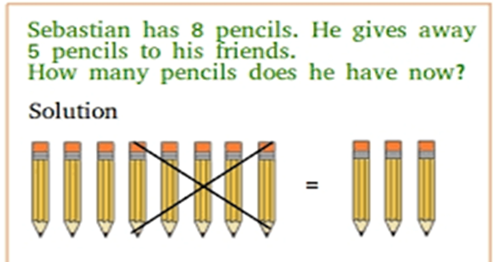 Sebastian has 8 pencils. He gives away
5 pencils to his friends.
How many pencils does he have now?
Solution
=